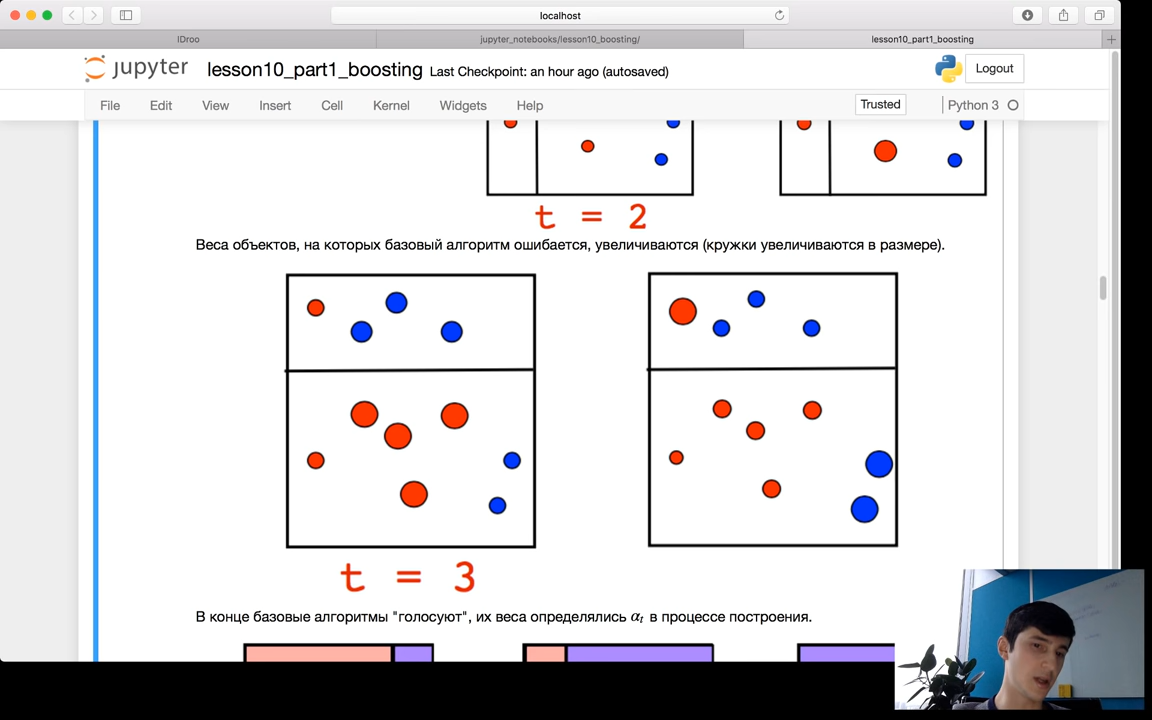 localhost
IDroo
jupyter_notebooks/lesson10_boosting/
lesson10_part1_boosting
jupyter lesson10_part1_boosting Last Checkpoint: an hour ago (autosaved)
Logout
File Edit View Insert Cell Kernel Widgets Help
Trusted
Python 3
t = 2
Веса объектов, на которых базовый алгоритм ошибается, увеличиваются (кружки увеличиваются в размере).
t = 3
В конце базовые алгоритмы "голосуют", их веса определялись αₜ в процессе построения.